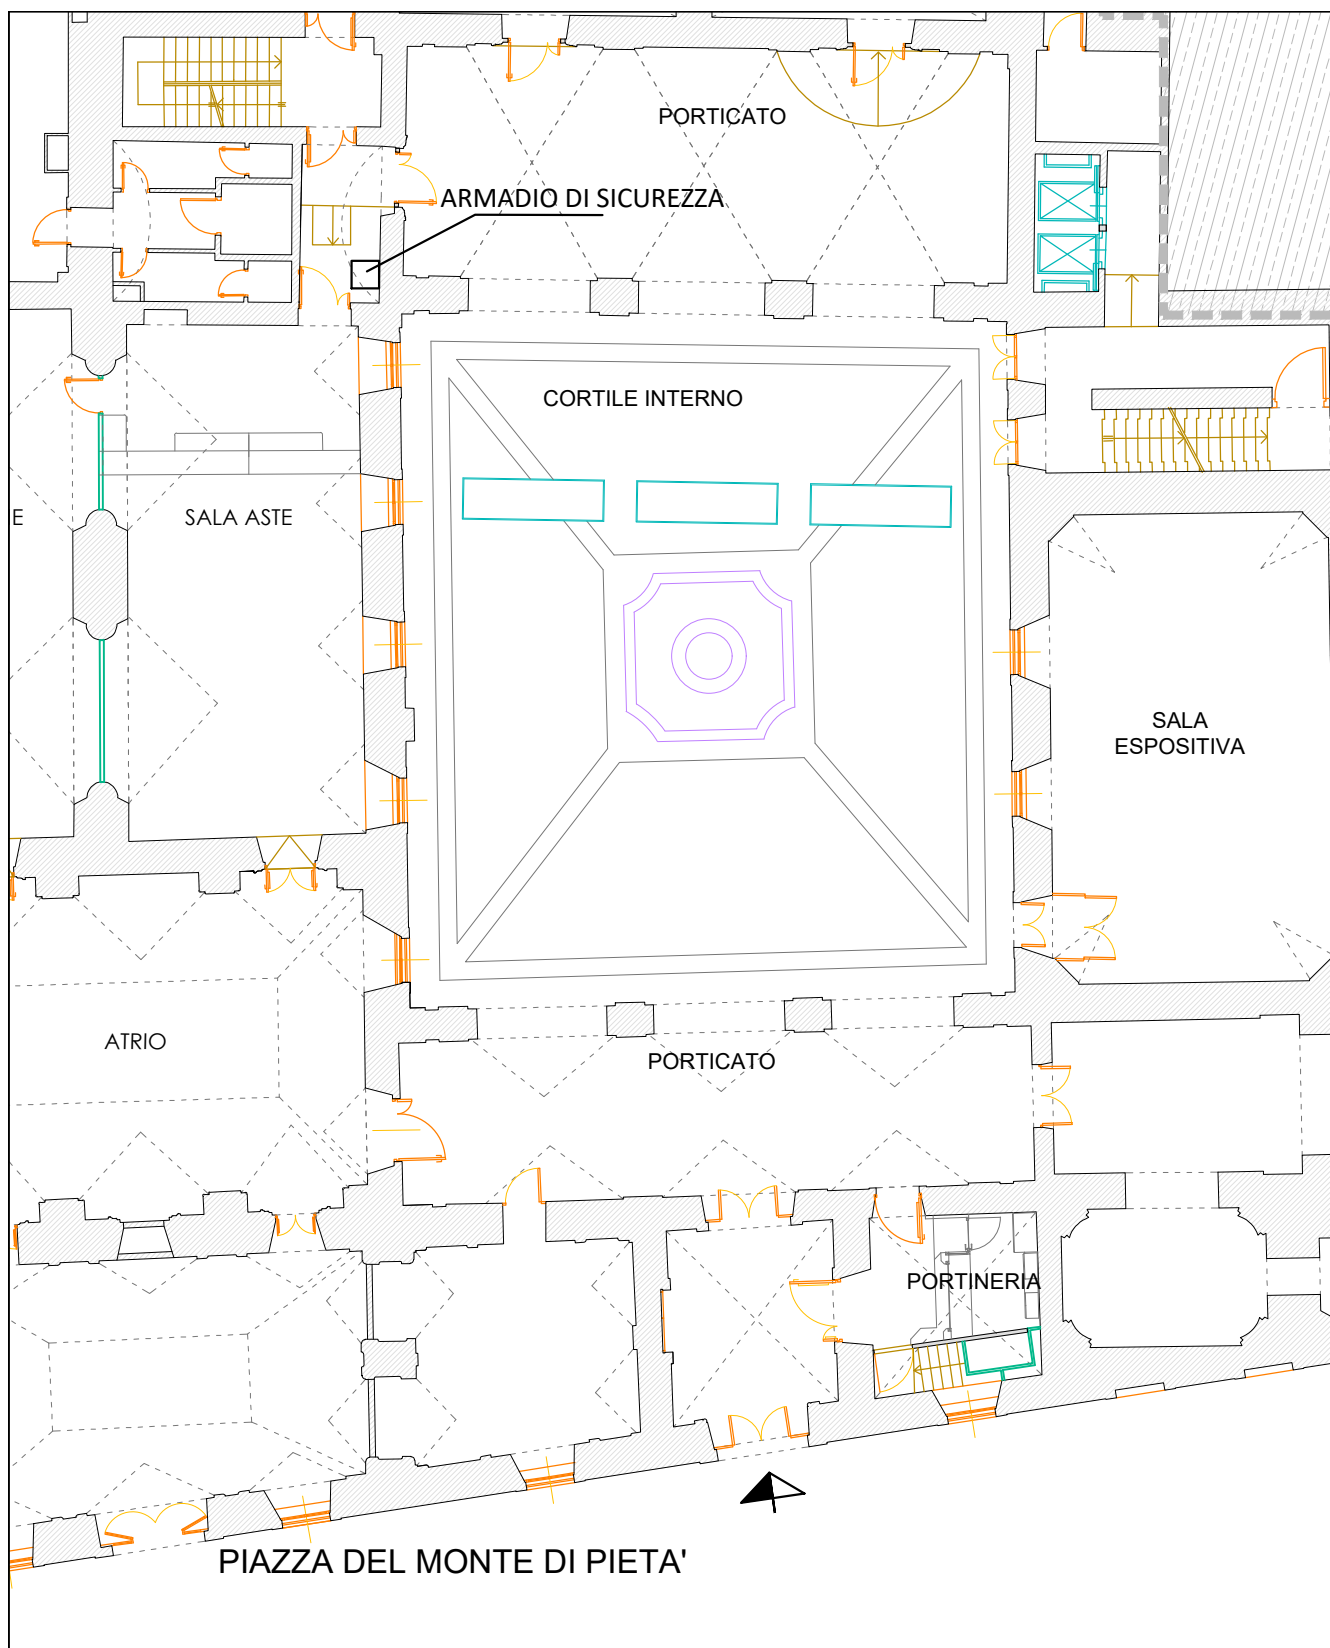 PORTICATO
ARMADIO DI SICUREZZA
CORTILE INTERNO
E
SALA ASTE
SALA
ESPOSITIVA
ATRIO
PORTICATO
PORTINERIA
PIAZZA DEL MONTE DI PIETA'